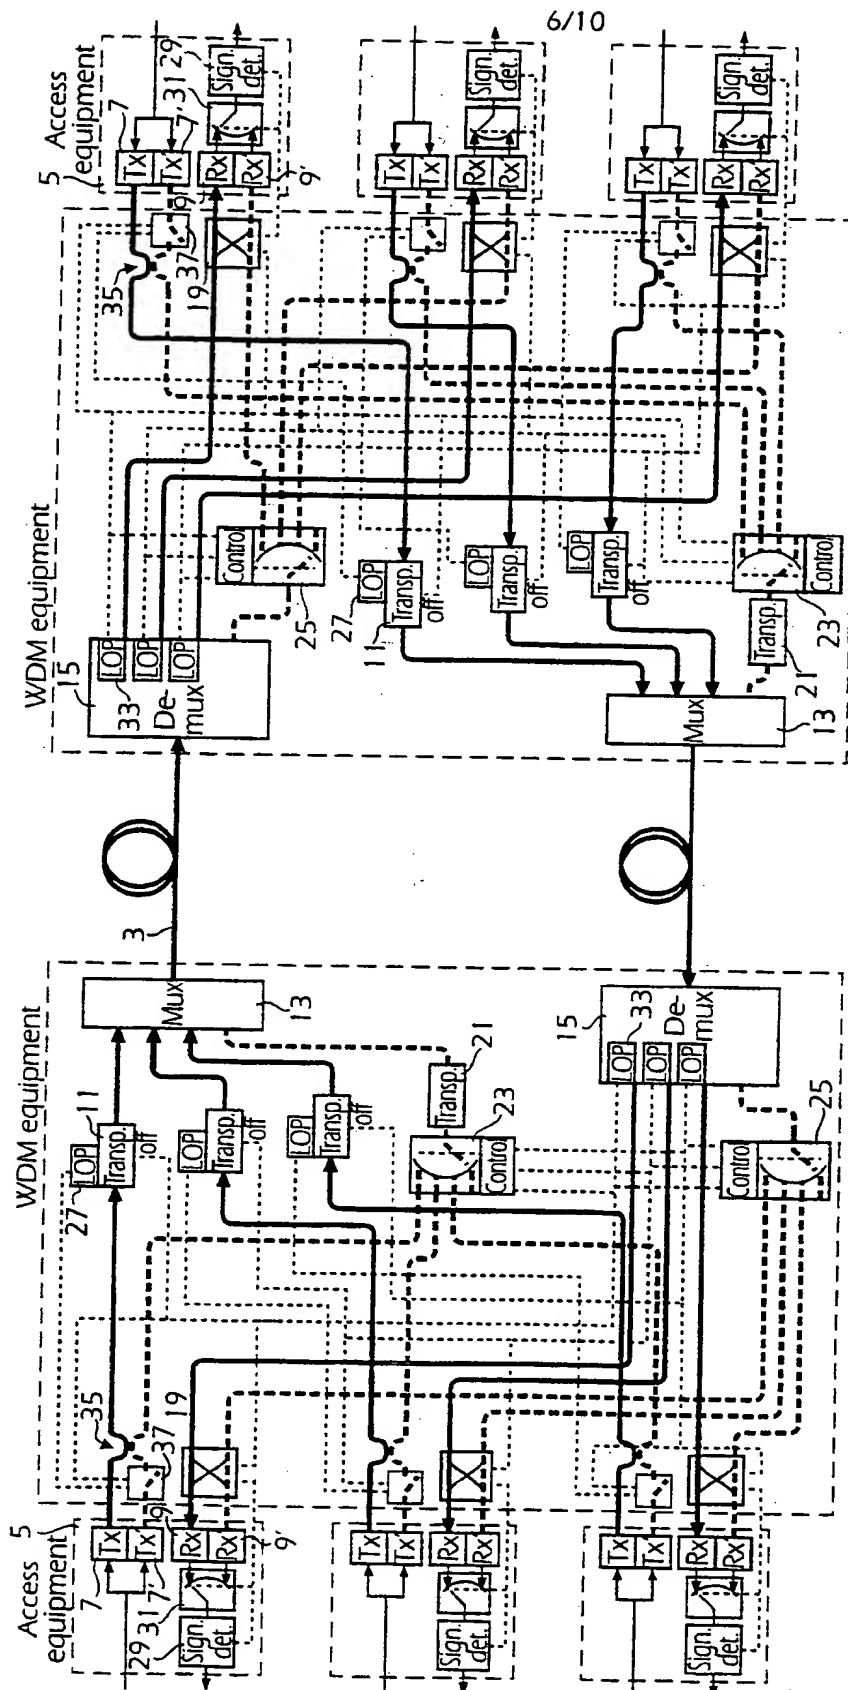 6/10
Access
equipment
5
7
Tx
Tx
7'
31
29
Sign.
det.
Rx
Rx
9
9'
Tx
Tx
Rx
Rx
Sign.
det.
Tx
Tx
Rx
Rx
Sign.
det.
WDM equipment
35
37
19
15
LOP
LOP
LOP
33
De-
mux
Control
25
27
LOP
Transp.
11
off
LOP
Transp.
off
LOP
Transp.
off
Control
23
Transp.
21
Mux
13
3
WDM equipment
Mux
13
27
LOP
Transp.
11
off
LOP
Transp.
off
LOP
Transp.
off
Transp.
21
23
Control
15
LOP
LOP
LOP
33
De-
mux
Control
25
35
37
19
Access
equipment
5
7
Tx
Tx
7'
31
29
Sign.
det.
Rx
Rx
9
9'
Tx
Tx
Rx
Rx
Sign.
det.
Tx
Tx
Rx
Rx
Sign.
det.